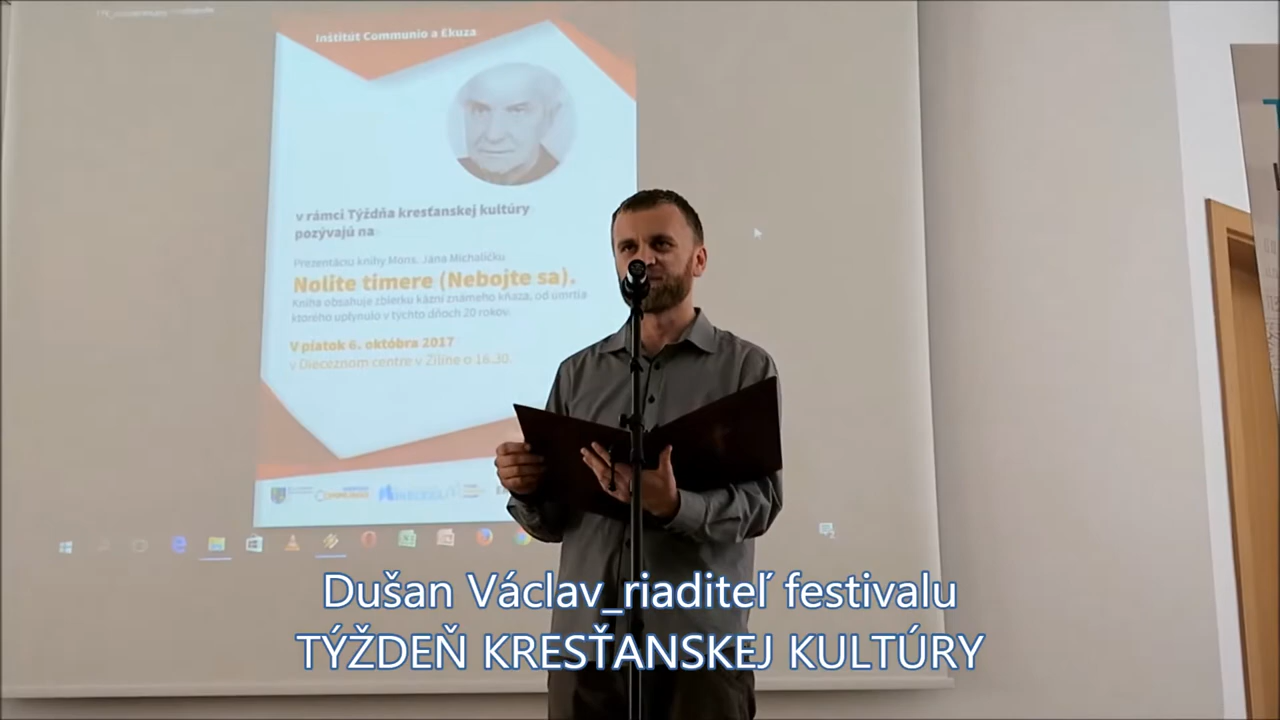 Inštitút Communio a Ekuza
v rámci Týždňa kresťanskej kultúry
pozývajú na
Prezentáciu knihy Mons. Jána Michalíčku
Nolite timere (Nebojte sa).
Kniha obsahuje zbierku kázní známeho kňaza, od úmrtia
ktorého uplynulo v týchto dňoch 20 rokov.
V piatok 6. októbra 2017
v Diecéznom centre v Žiline o 16.30.
Dušan Václav_riaditeľ festivalu
TÝŽDEŇ KRESŤANSKEJ KULTÚRY